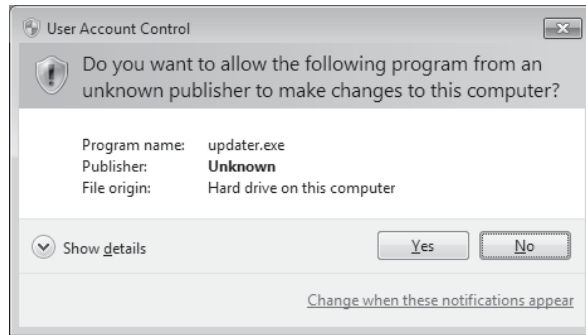 User Account Control
Do you want to allow the following program from an
unknown publisher to make changes to this computer?
Program name: updater.exe
Publisher: Unknown
File origin: Hard drive on this computer
Show details
Yes
No
Change when these notifications appear